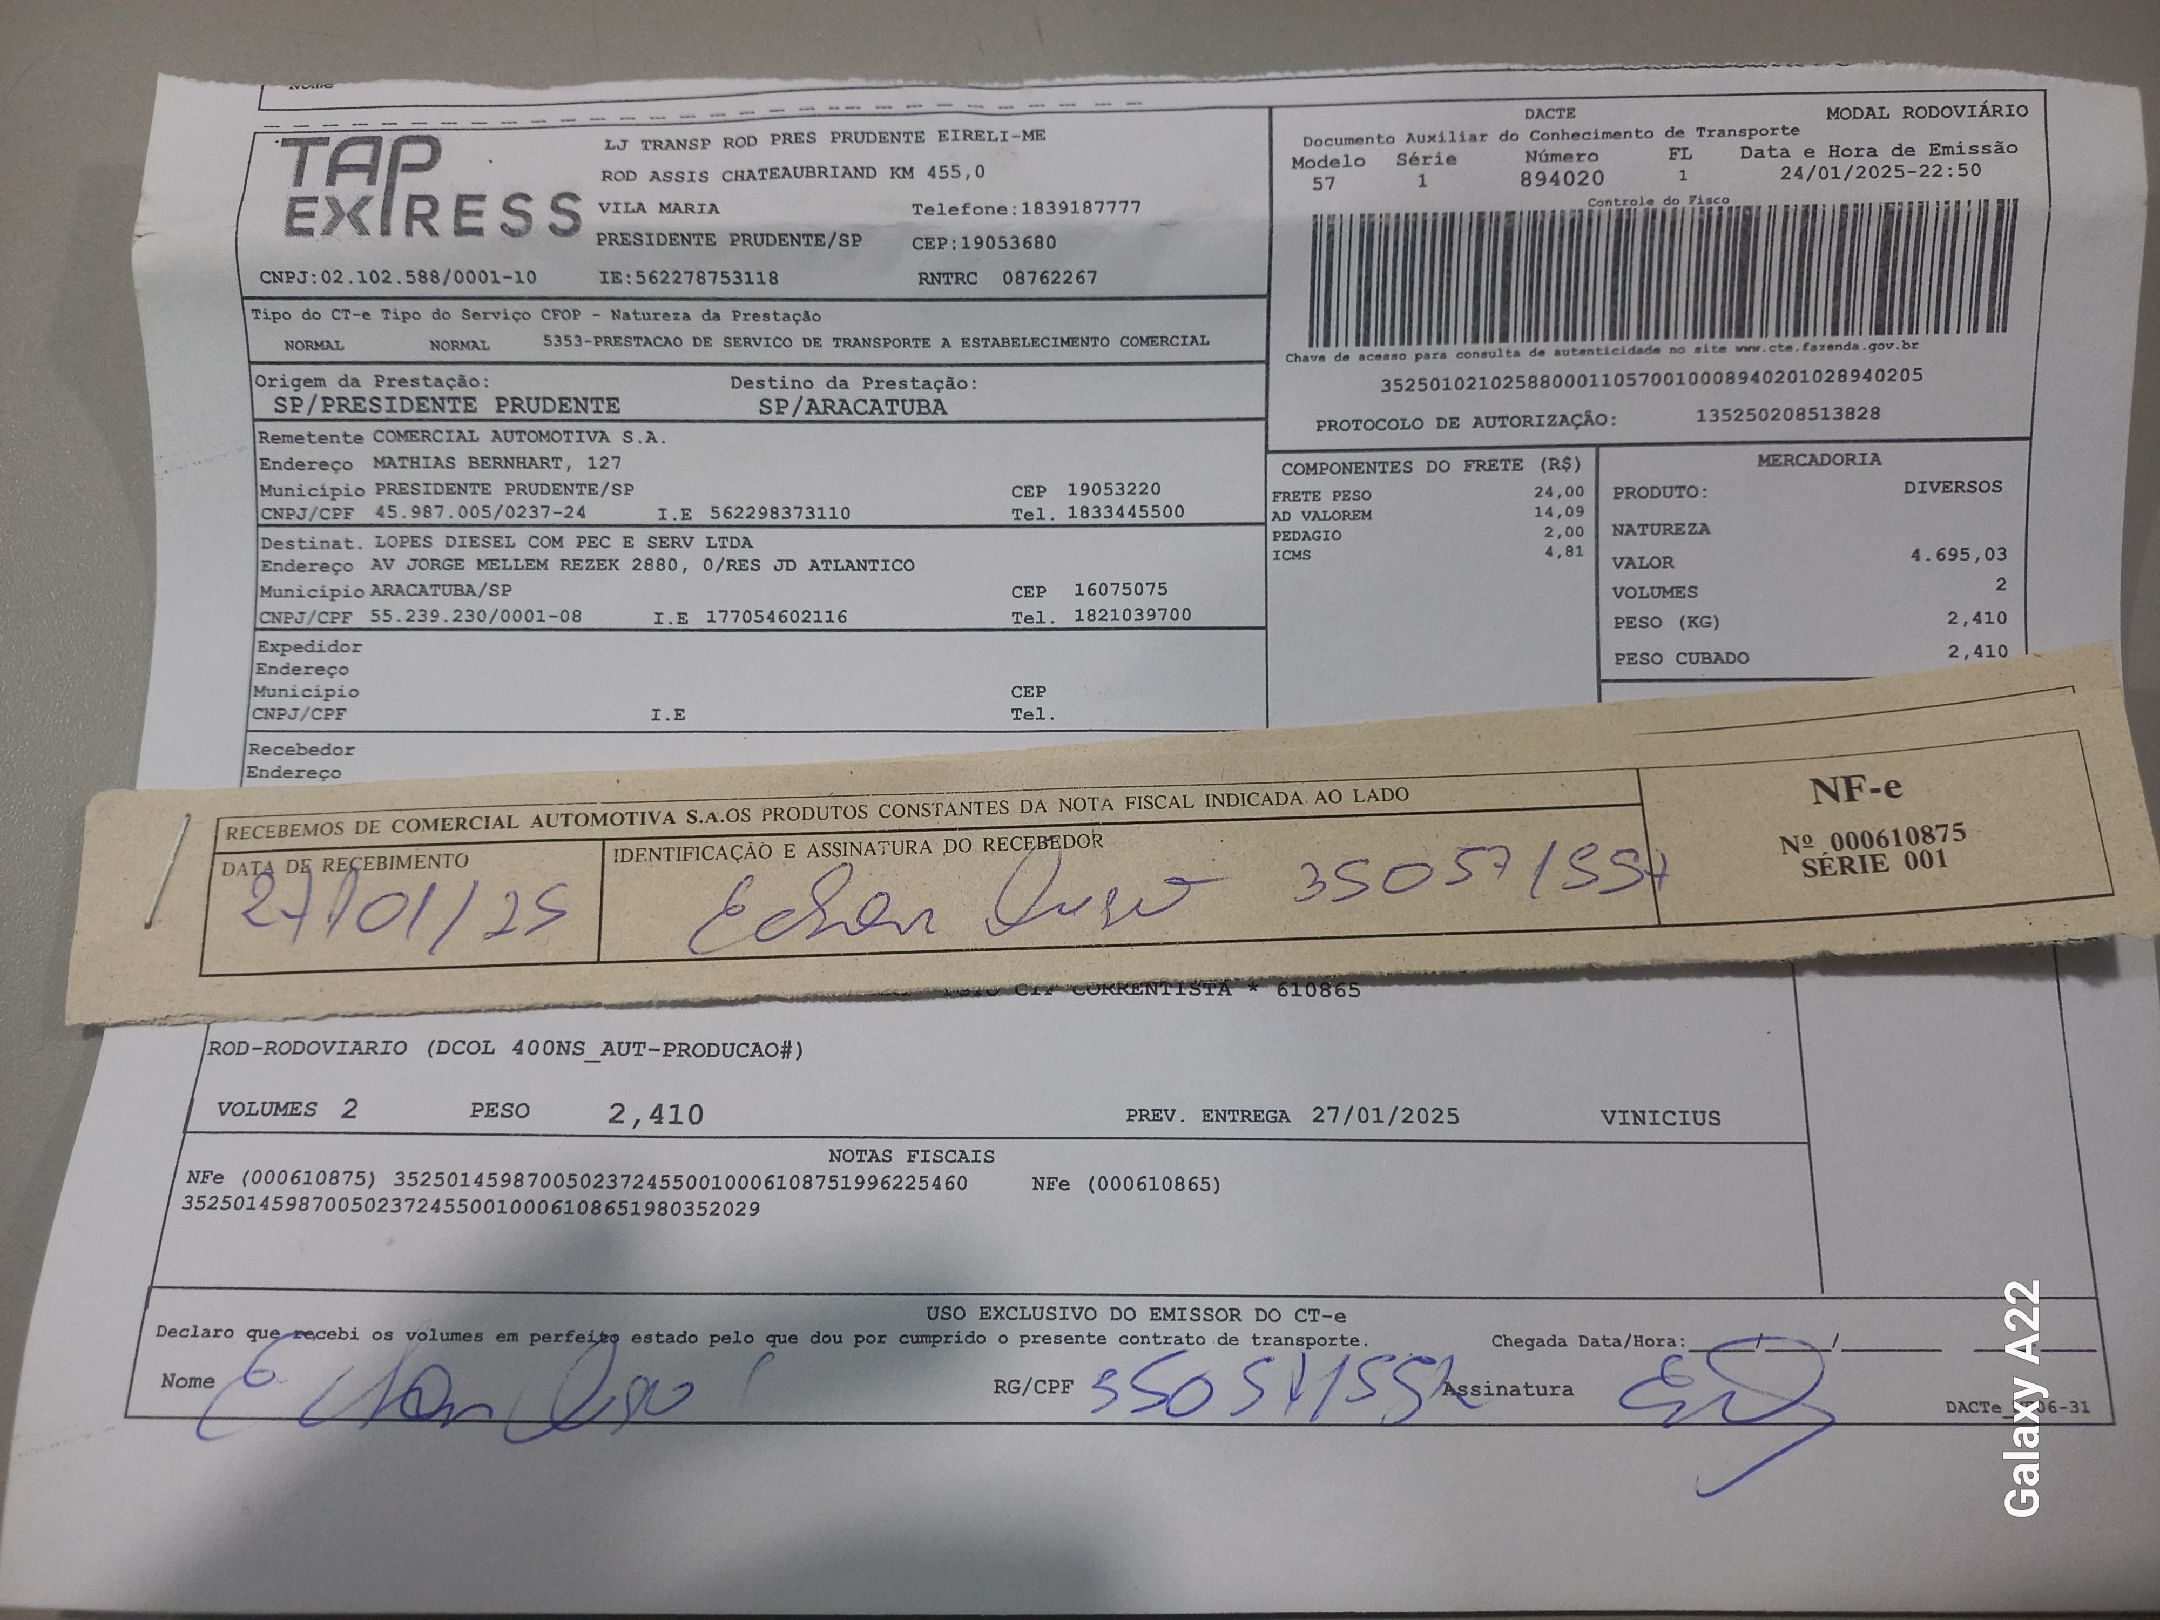 TAP EXPRESS
LJ TRANSP ROD PRES PRUDENTE EIRELI-ME
ROD ASSIS CHATEAUBRIAND KM 455,0
VILA MARIA Telefone:1839187777
PRESIDENTE PRUDENTE/SP CEP:19053680
CNPJ:02.102.588/0001-10 IE:562278753118 RNTRC 08762267
DACTE MODAL RODOVIÁRIO
Documento Auxiliar do Conhecimento de Transporte
Modelo Série Número FL Data e Hora de Emissão
57 1 894020 1 24/01/2025-22:50
Controle do Fisco
Chave de acesso para consulta de autenticidade no site www.cte.fazenda.gov.br
35250102102588000110570010008940201028940205
PROTOCOLO DE AUTORIZAÇÃO: 135250208513828
Tipo do CT-e Tipo do Serviço CFOP - Natureza da Prestação
NORMAL NORMAL 5353-PRESTACAO DE SERVICO DE TRANSPORTE A ESTABELECIMENTO COMERCIAL
Origem da Prestação: Destino da Prestação:
SP/PRESIDENTE PRUDENTE SP/ARACATUBA
Remetente COMERCIAL AUTOMOTIVA S.A.
Endereço MATHIAS BERNHART, 127
Município PRESIDENTE PRUDENTE/SP CEP 19053220
CNPJ/CPF 45.987.005/0237-24 I.E 562298373110 Tel. 1833445500
Destinat. LOPES DIESEL COM PEC E SERV LTDA
Endereço AV JORGE MELLEM REZEK 2880, 0/RES JD ATLANTICO
Município ARACATUBA/SP CEP 16075075
CNPJ/CPF 55.239.230/0001-08 I.E 177054602116 Tel. 1821039700
Expedidor
Endereço
Município CEP
CNPJ/CPF I.E Tel.
Recebedor
Endereço
COMPONENTES DO FRETE (R$)
FRETE PESO 24,00
AD VALOREM 14,09
PEDAGIO 2,00
ICMS 4,81
MERCADORIA
PRODUTO: DIVERSOS
NATUREZA
VALOR 4.695,03
VOLUMES 2
PESO (KG) 2,410
PESO CUBADO 2,410
RECEBEMOS DE COMERCIAL AUTOMOTIVA S.A.OS PRODUTOS CONSTANTES DA NOTA FISCAL INDICADA AO LADO
DATA DE RECEBIMENTO IDENTIFICAÇÃO E ASSINATURA DO RECEBEDOR
27/01/25
NF-e
Nº 000610875
SÉRIE 001
CIF CORRENTISTA * 610865
ROD-RODOVIARIO (DCOL 400NS_AUT-PRODUCAO#)
VOLUMES 2 PESO 2,410 PREV. ENTREGA 27/01/2025 VINICIUS
NOTAS FISCAIS
NFe (000610875) 35250145987005023724550010006108751996225460 NFe (000610865)
35250145987005023724550010006108651980352029
USO EXCLUSIVO DO EMISSOR DO CT-e
Declaro que recebi os volumes em perfeito estado pelo que dou por cumprido o presente contrato de transporte. Chegada Data/Hora:
Nome RG/CPF Assinatura
Galaxy A22